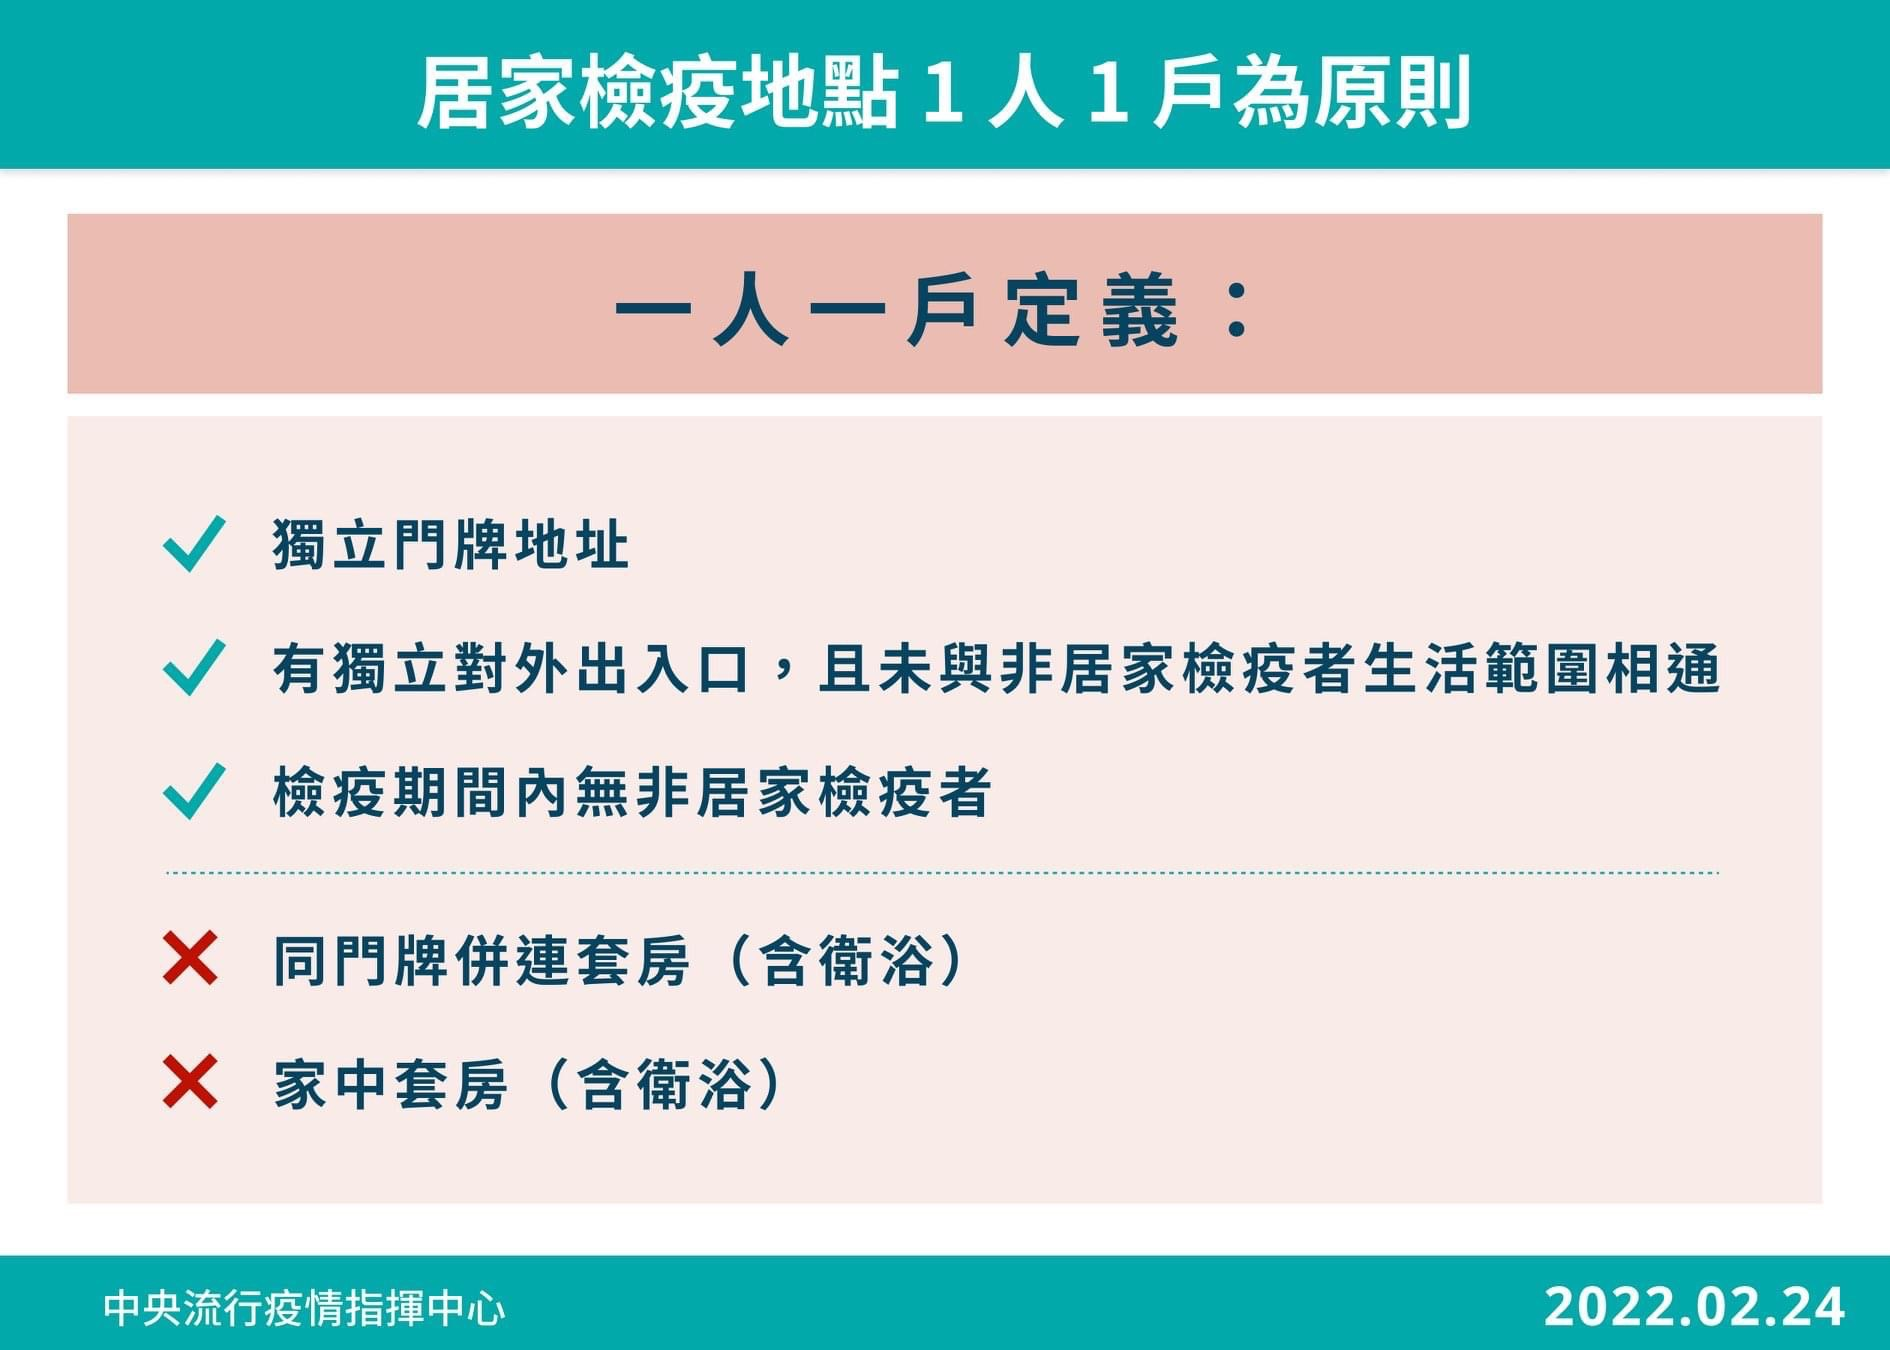 居家檢疫地點 1 人 1 戶為原則
一人一戶定義：
獨立門牌地址
有獨立對外出入口，且未與非居家檢疫者生活範圍相通
檢疫期間內無非居家檢疫者
同門牌併連套房（含衛浴）
家中套房（含衛浴）
中央流行疫情指揮中心
2022.02.24